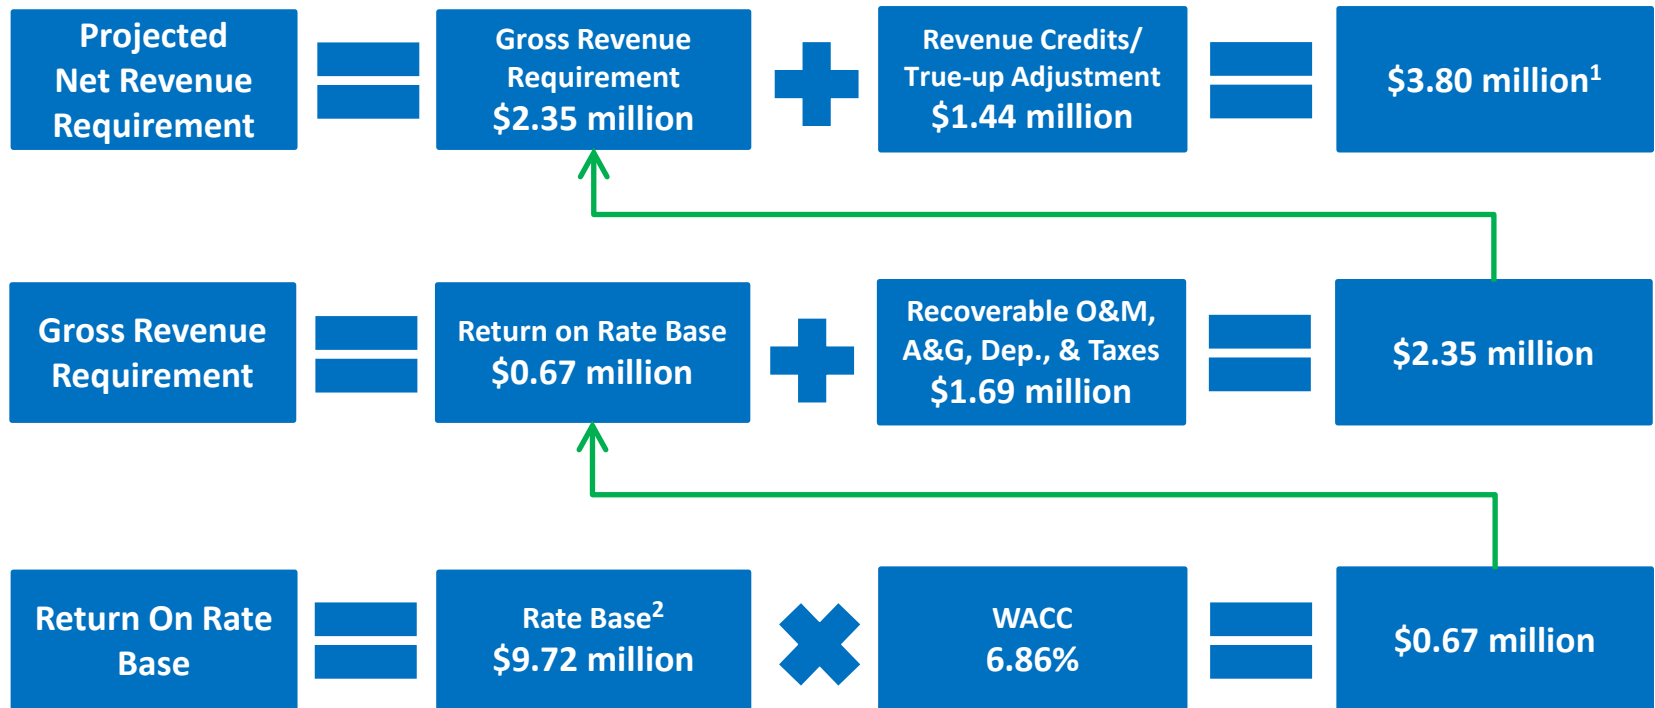 Projected
Net Revenue
Requirement
Gross Revenue
Requirement
$2.35 million
Revenue Credits/
True-up Adjustment
$1.44 million
$3.80 million1
Gross Revenue
Requirement
Return on Rate Base
$0.67 million
Recoverable O&M,
A&G, Dep., & Taxes
$1.69 million
$2.35 million
Return On Rate
Base
Rate Base2
$9.72 million
WACC
6.86%
$0.67 million